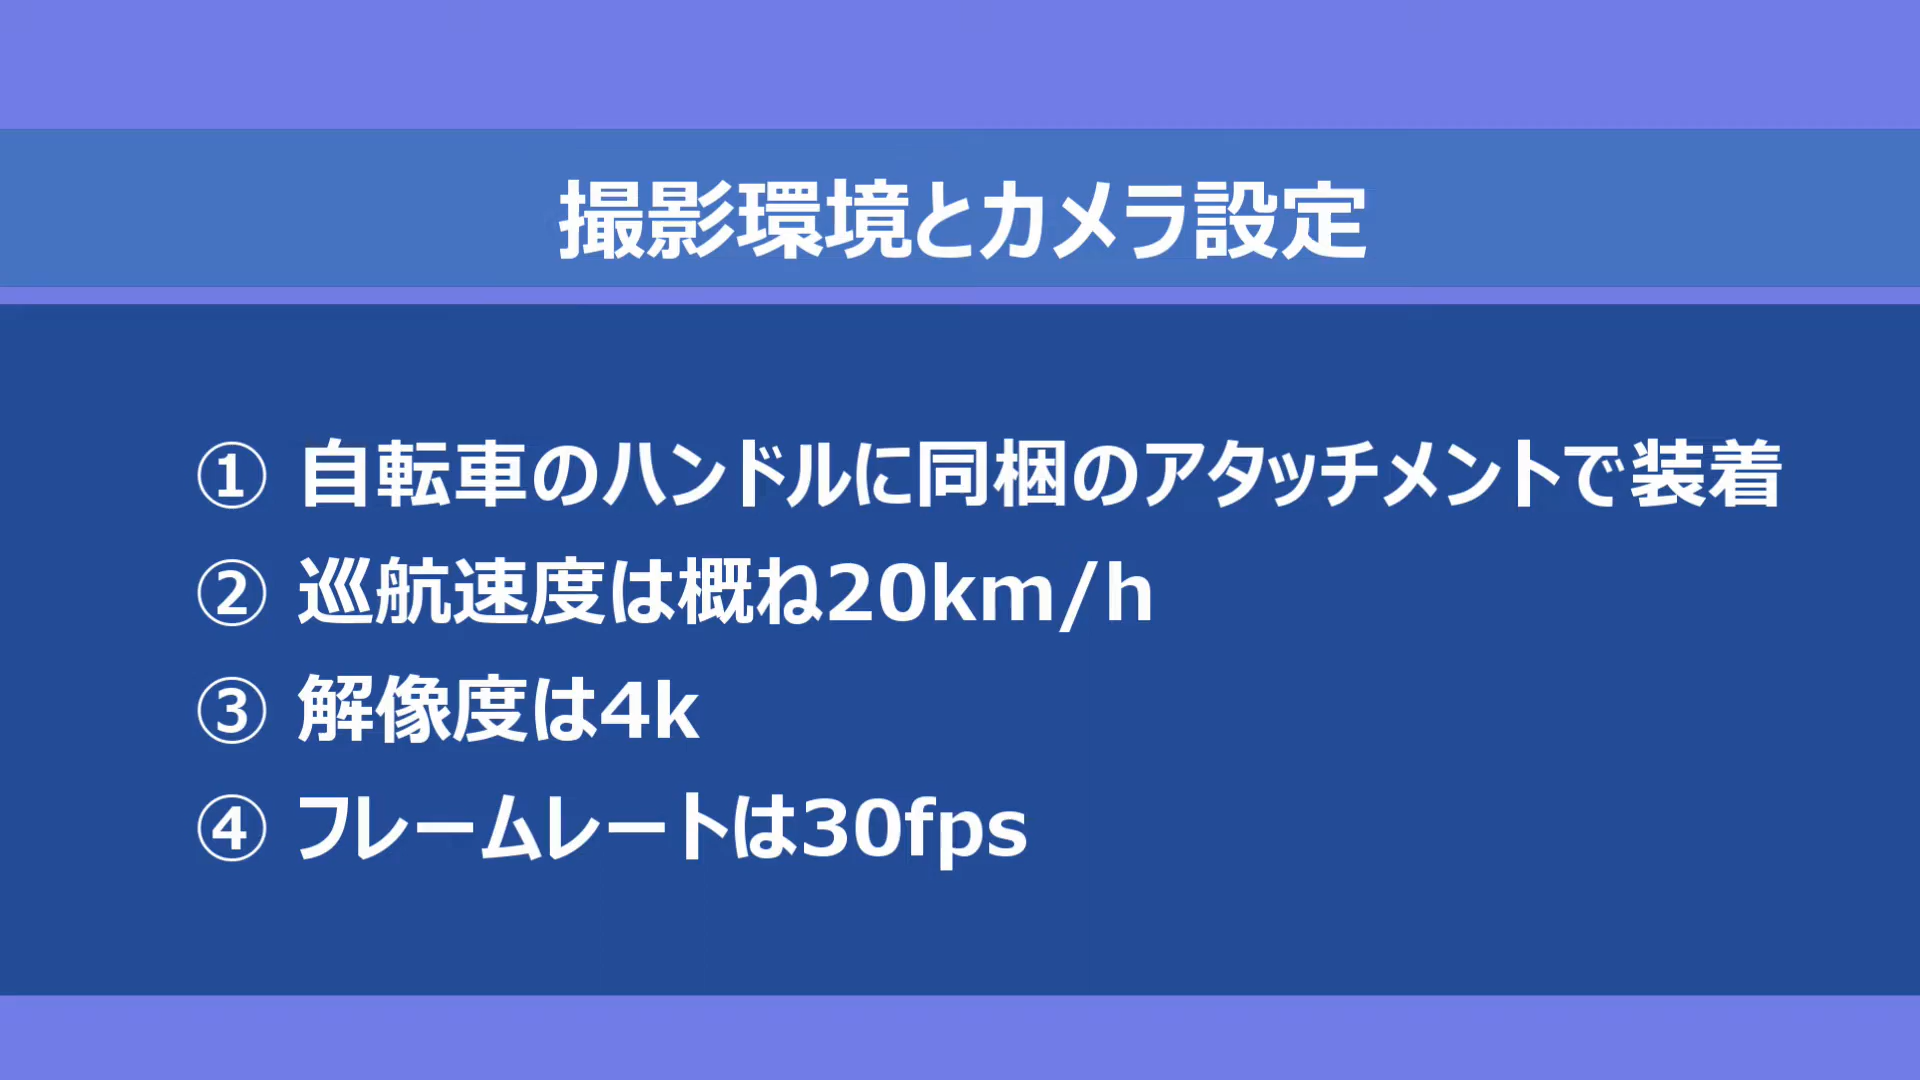 撮影環境とカメラ設定
① 自転車のハンドルに同梱のアタッチメントで装着
② 巡航速度は概ね20km/h
③ 解像度は4k
④ フレームレートは30fps